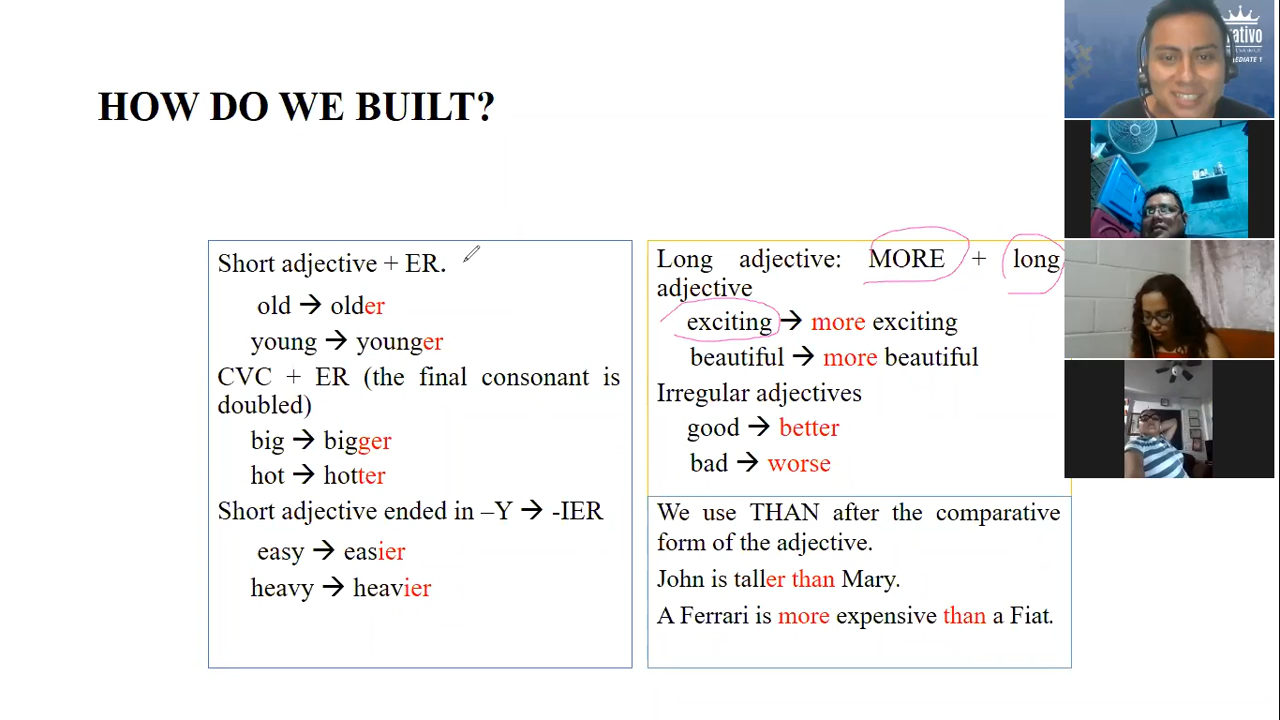 HOW DO WE BUILT?
Short adjective + ER.
old → older
young → younger
CVC + ER (the final consonant is
doubled)
big → bigger
hot → hotter
Short adjective ended in –Y → -IER
easy → easier
heavy → heavier
Long adjective: MORE + long
adjective
exciting → more exciting
beautiful → more beautiful
Irregular adjectives
good → better
bad → worse
We use THAN after the comparative
form of the adjective.
John is taller than Mary.
A Ferrari is more expensive than a Fiat.